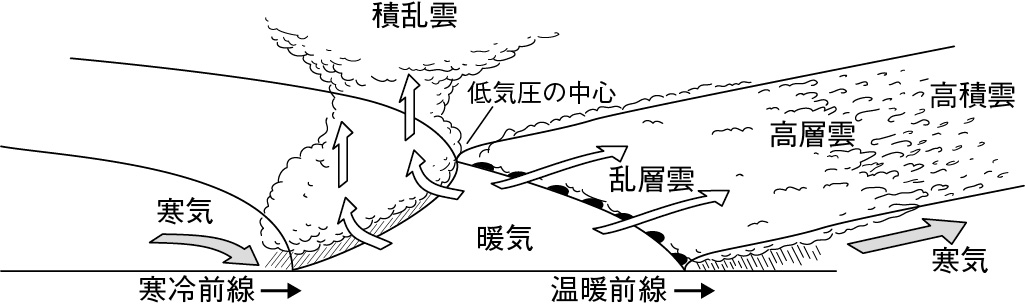 積乱雲
低気圧の中心
高積雲
高層雲
乱層雲
寒気
暖気
寒気
寒冷前線
温暖前線